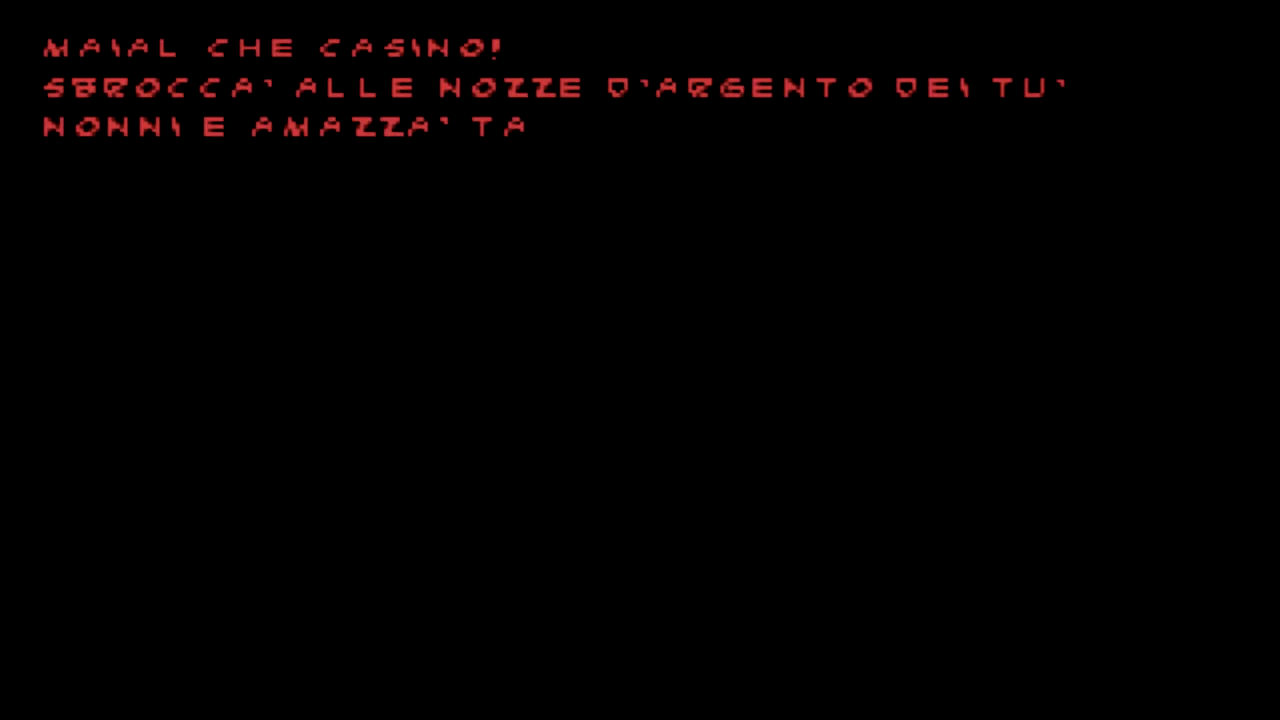 MAIAL CHE CASINO!
SBROCCA' ALLE NOZZE D'ARGENTO DEI TU'
NONNI E AMAZZA' TA